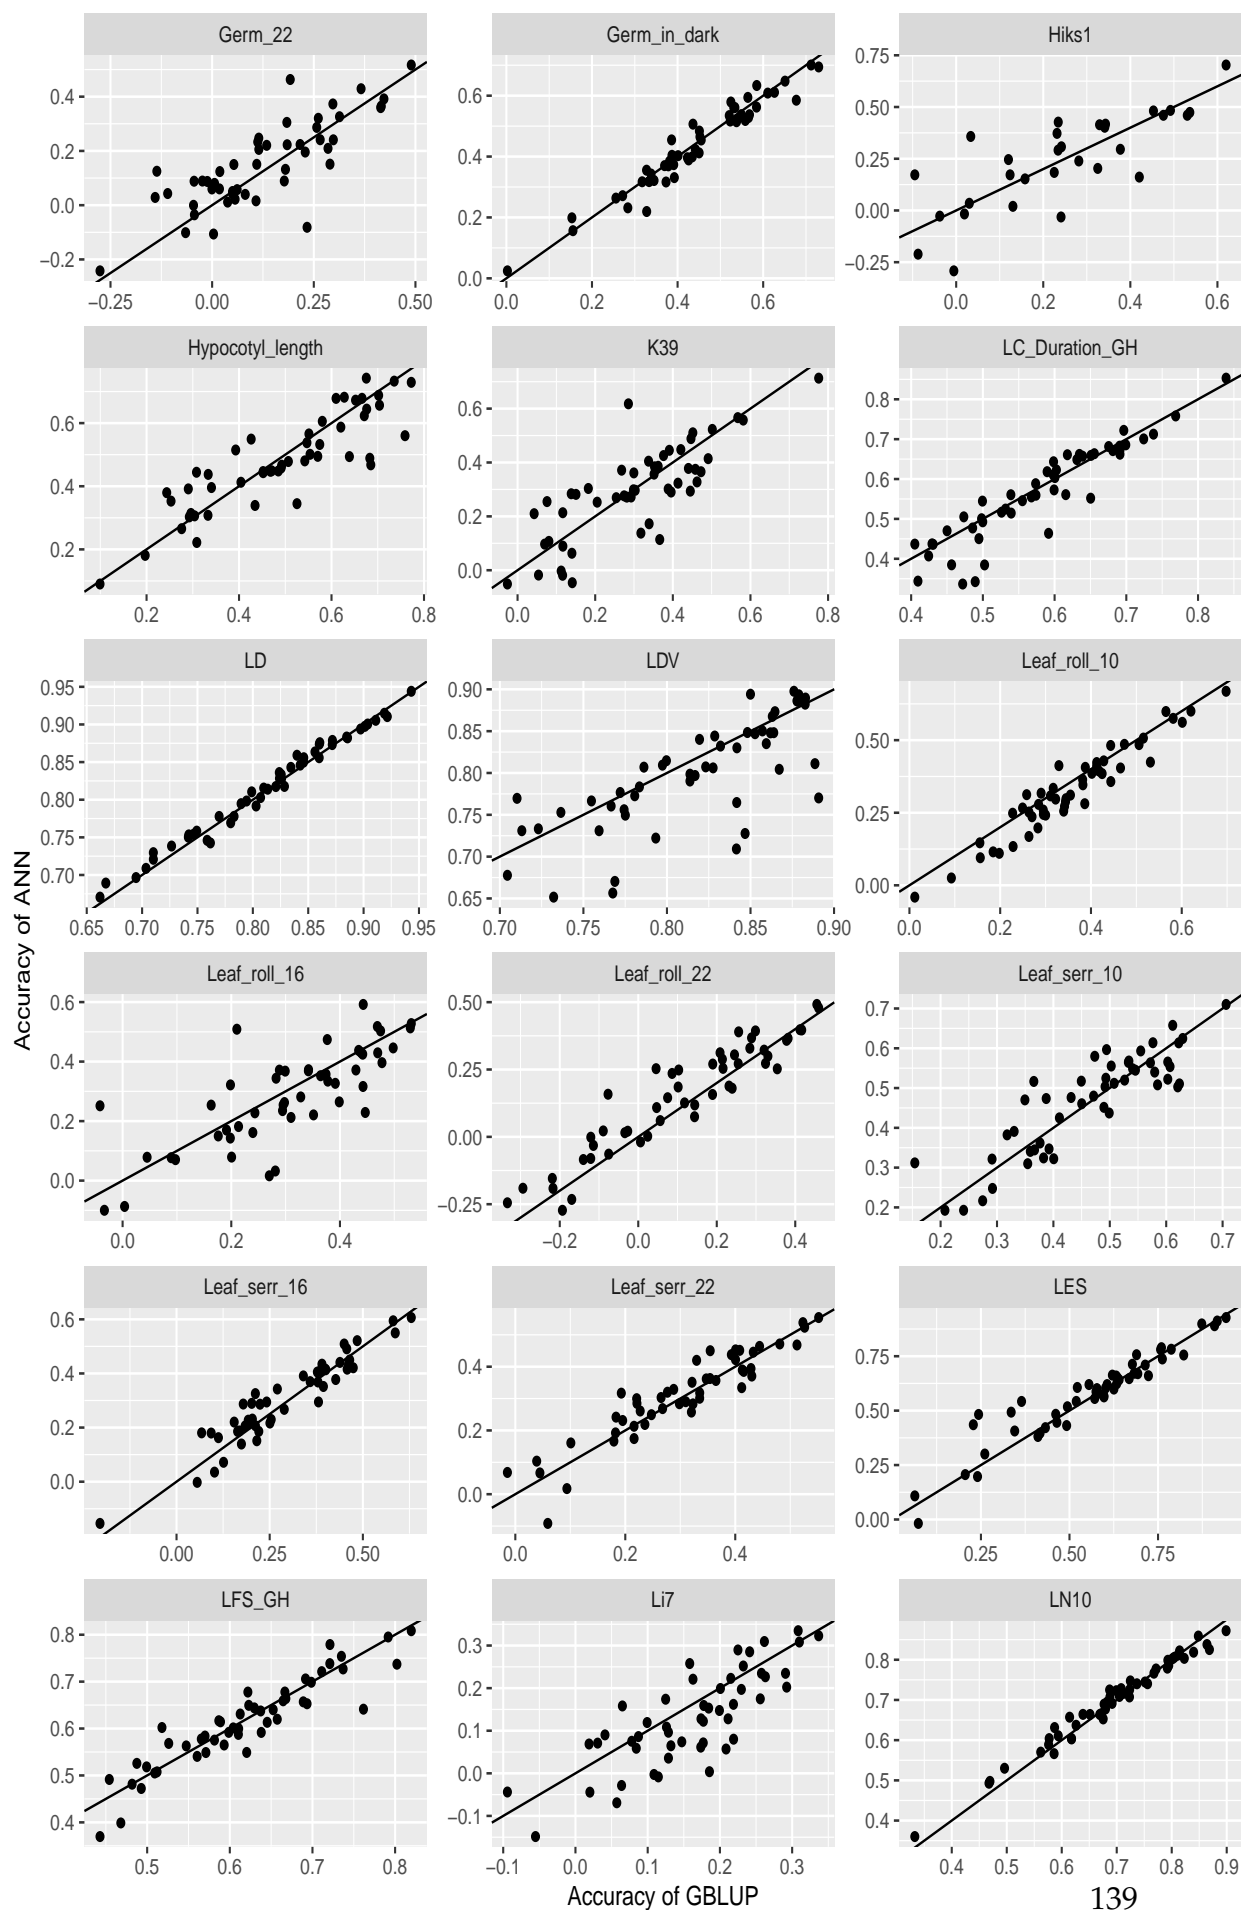 Germ_22 Germ_in_dark Hiks1
0.4 0.2 0.0 −0.2
−0.25 0.00 0.25 0.50
0.6 0.4 0.2 0.0
0.0 0.2 0.4 0.6
0.75 0.50 0.25 0.00 −0.25
0.0 0.2 0.4 0.6
Hypocotyl_length K39 LC_Duration_GH
0.6 0.4 0.2
0.2 0.4 0.6 0.8
0.6 0.4 0.2 0.0
0.0 0.2 0.4 0.6 0.8
0.8 0.7 0.6 0.5 0.4
0.4 0.5 0.6 0.7 0.8
LD LDV Leaf_roll_10
0.95 0.90 0.85 0.80 0.75 0.70
0.65 0.70 0.75 0.80 0.85 0.90 0.95
0.90 0.85 0.80 0.75 0.70 0.65
0.70 0.75 0.80 0.85 0.90
0.50 0.25 0.00
0.0 0.2 0.4 0.6
Accuracy of ANN
Leaf_roll_16 Leaf_roll_22 Leaf_serr_10
0.6 0.4 0.2 0.0
0.0 0.2 0.4
0.50 0.25 0.00 −0.25
−0.2 0.0 0.2 0.4
0.7 0.6 0.5 0.4 0.3 0.2
0.2 0.3 0.4 0.5 0.6 0.7
Leaf_serr_16 Leaf_serr_22 LES
0.6 0.4 0.2 0.0
0.00 0.25 0.50
0.4 0.2 0.0
0.0 0.2 0.4
0.75 0.50 0.25 0.00
0.25 0.50 0.75
LFS_GH Li7 LN10
0.8 0.7 0.6 0.5 0.4
0.5 0.6 0.7 0.8
0.3 0.2 0.1 0.0 −0.1
−0.1 0.0 0.1 0.2 0.3
0.8 0.7 0.6 0.5 0.4
0.4 0.5 0.6 0.7 0.8 0.9
Accuracy of GBLUP
139